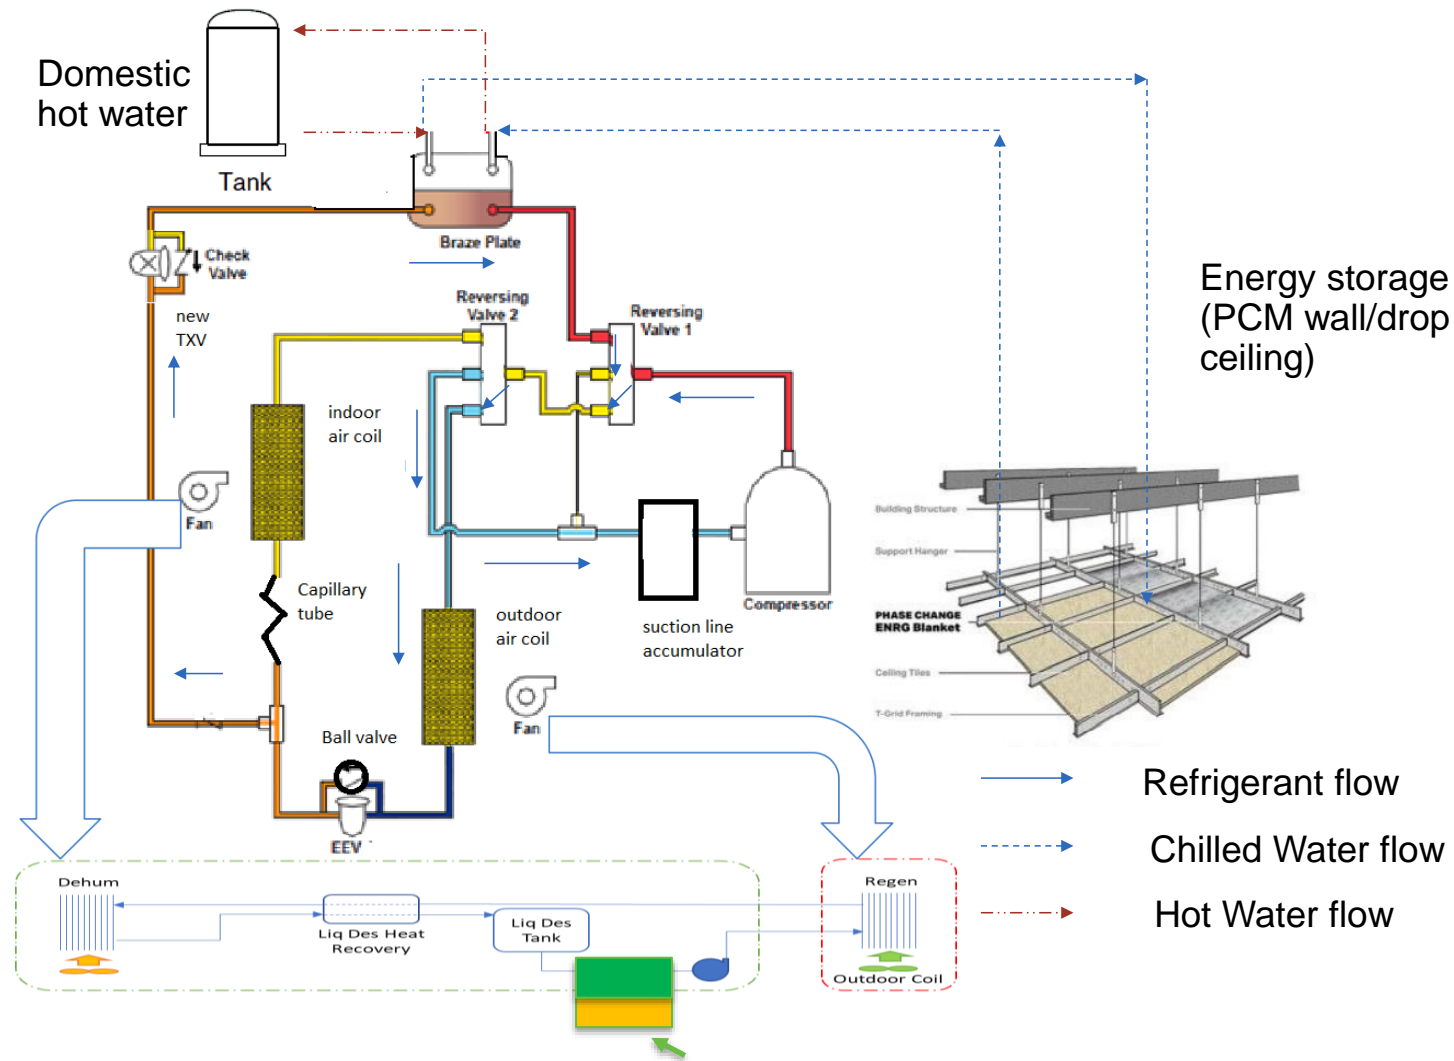 Domestic
hot water
Tank
Braze Plate
Check
Valve
new
TXV
Reversing
Valve 2
Reversing
Valve 1
Energy storage
(PCM wall/drop
ceiling)
indoor
air coil
Fan
Capillary
tube
outdoor
air coil
suction line
accumulator
Compressor
Building Structure
Support Hanger
PHASE CHANGE
ENRG Blanket
Ceiling Tiles
T-Grid Framing
Fan
Ball valve
EEV
Refrigerant flow
Chilled Water flow
Hot Water flow
Dehum
Liq Des Heat
Recovery
Liq Des
Tank
Regen
Outdoor Coil